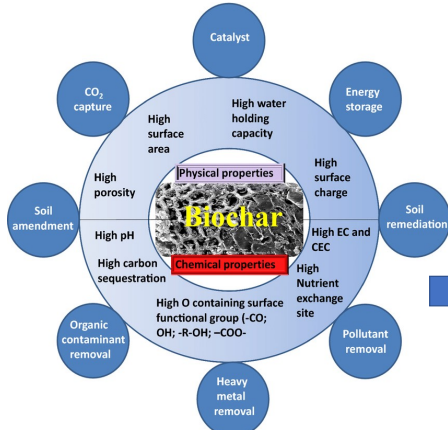 Catalyst
CO2
capture
Energy
storage
High water
holding
capacity
High
surface
area
High
surface
charge
High
porosity
Physical properties
Biochar
Chemical properties
Soil
amendment
Soil
remediation
High pH
High EC and
CEC
High carbon
sequestration
High
Nutrient
exchange
site
High O containing surface
functional group (-CO;
OH; -R-OH; –COO-
Organic
contaminant
removal
Pollutant
removal
Heavy
metal
removal